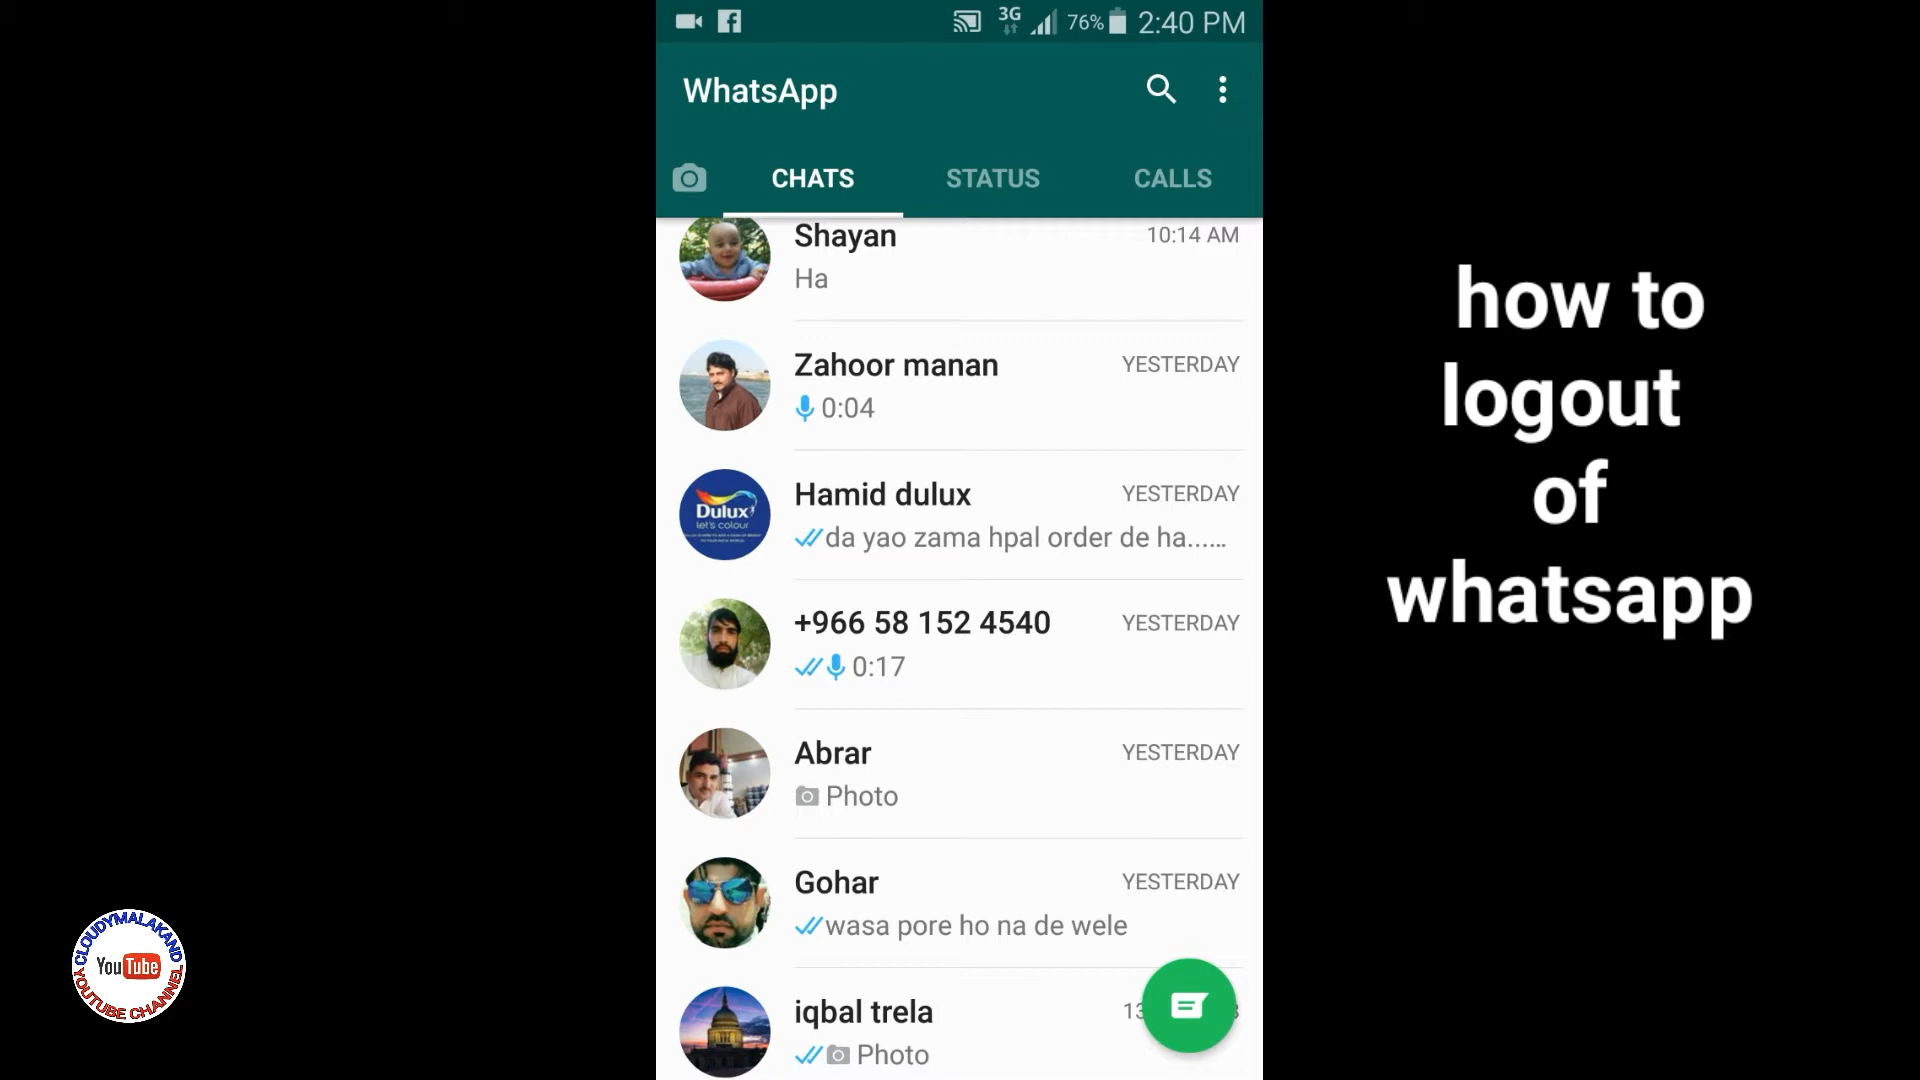 3G 76% 2:40 PM
WhatsApp
CHATS STATUS CALLS
Shayan 10:14 AM
Ha
Zahoor manan YESTERDAY
0:04
Hamid dulux YESTERDAY
Dulux
let's colour
da yao zama hpal order de ha......
+966 58 152 4540 YESTERDAY
0:17
Abrar YESTERDAY
Photo
Gohar YESTERDAY
wasa pore ho na de wele
iqbal trela
Photo
how to
logout
of
whatsapp
CLOUDYMALAKAND
YouTube
YOUTUBE CHANNEL